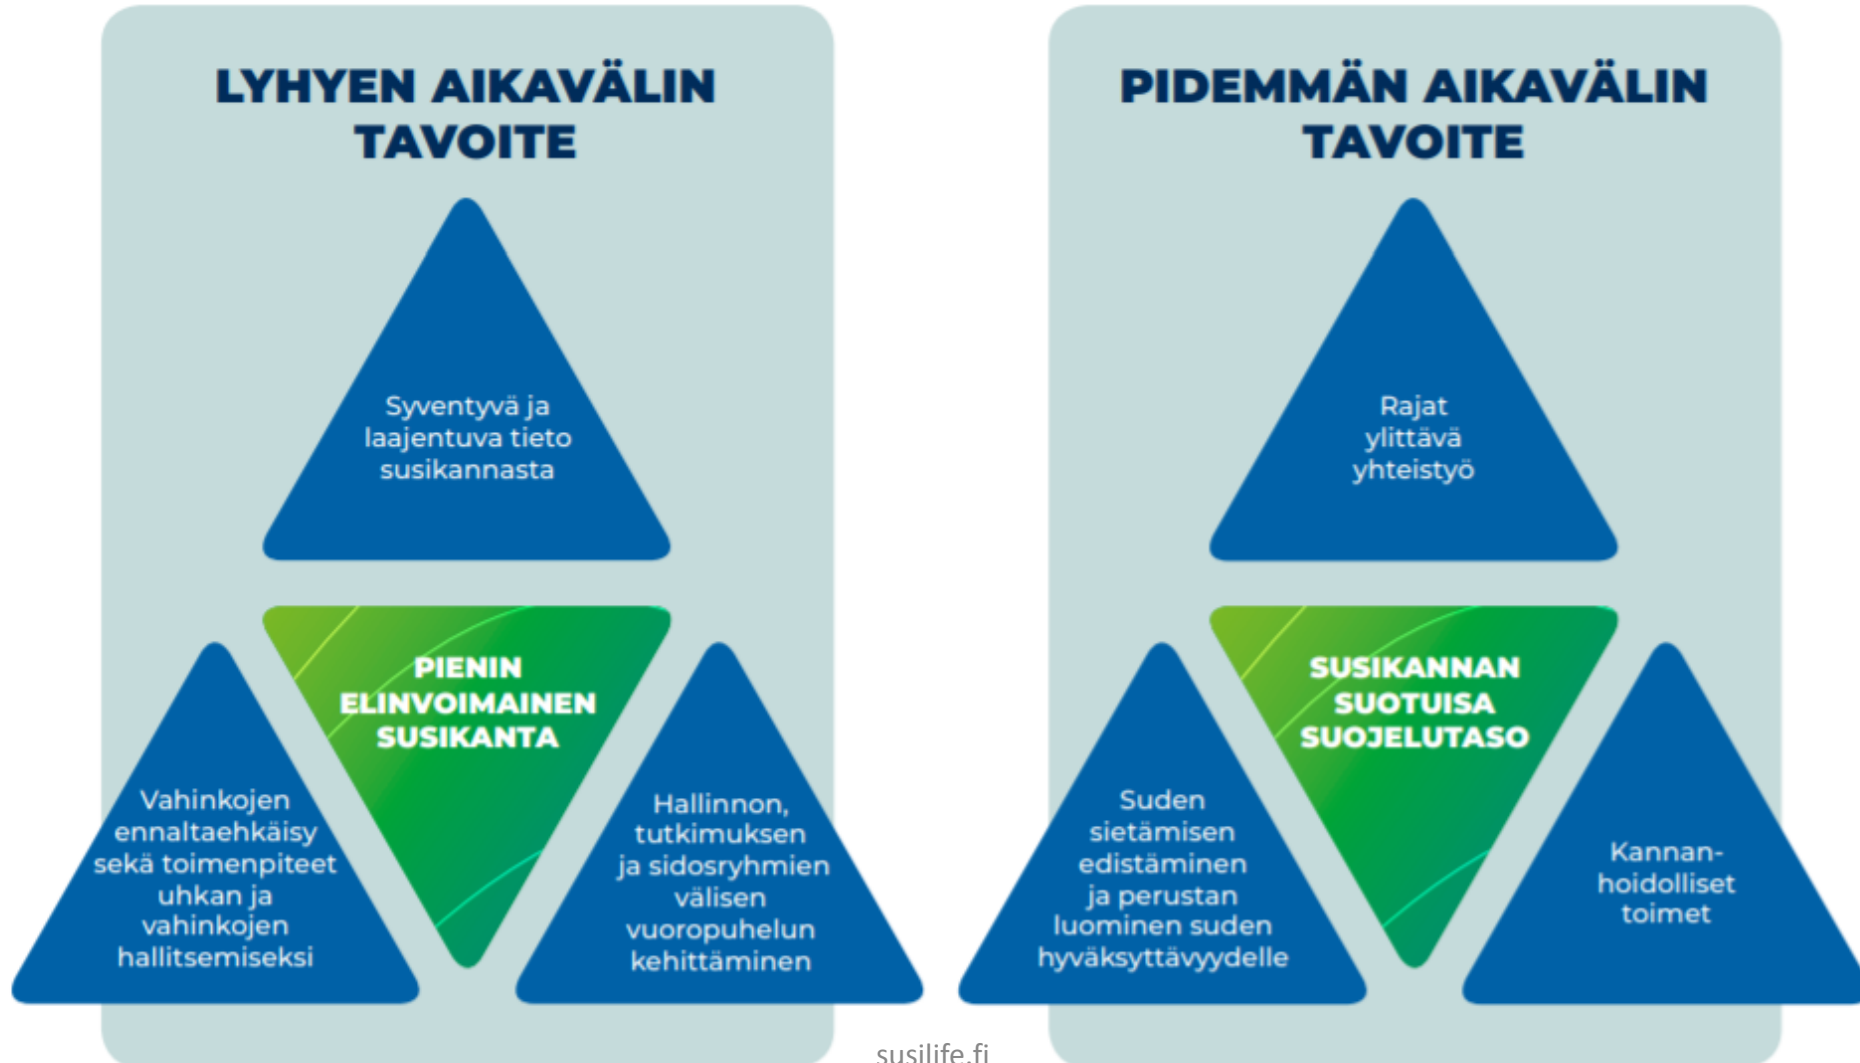 LYHYEN AIKAVÄLIN
TAVOITE
Syventyvä ja
laajentuva tieto
susikannasta
PIENIN
ELINVOIMAINEN
SUSIKANTA
Vahinkojen
ennaltaehkäisy
sekä toimenpiteet
uhkan ja
vahinkojen
hallitsemiseksi
Hallinnon,
tutkimuksen
ja sidosryhmien
välisen
vuoropuhelun
kehittäminen
PIDEMMÄN AIKAVÄLIN
TAVOITE
Rajat
ylittävä
yhteistyö
SUSIKANNAN
SUOTUISA
SUOJELUTASO
Suden
sietämisen
edistäminen
ja perustan
luominen suden
hyväksyttävyydelle
Kannan-
hoidolliset
toimet
susilife.fi